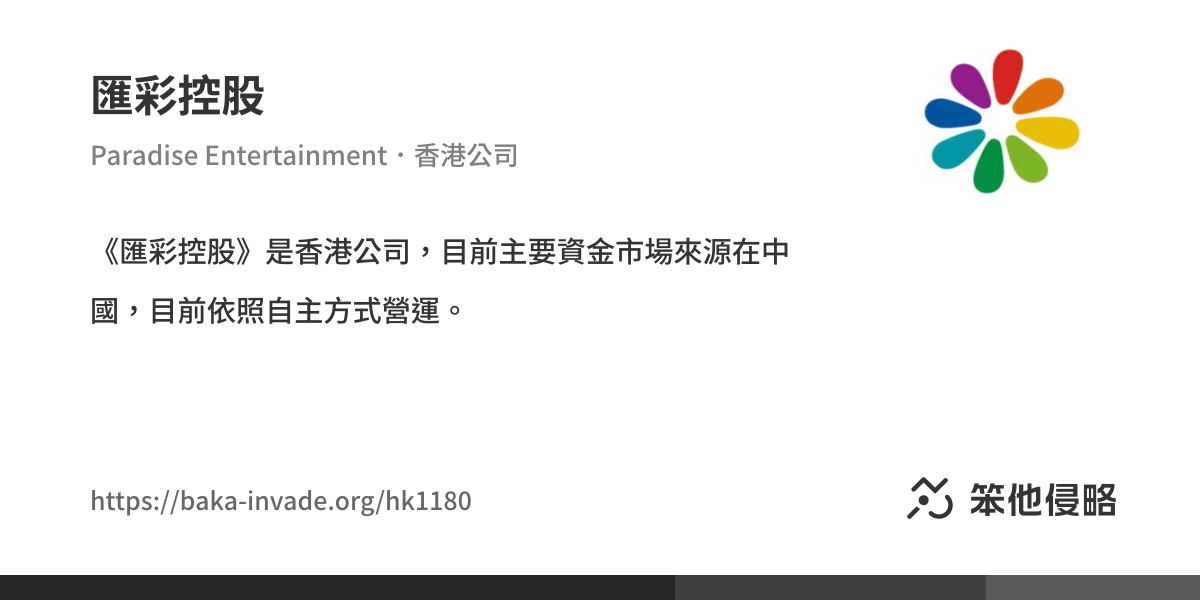 匯彩控股
Paradise Entertainment・香港公司
《匯彩控股》是香港公司，目前主要資金市場來源在中
國，目前依照自主方式營運。
https://baka-invade.org/hk1180
笨他侵略